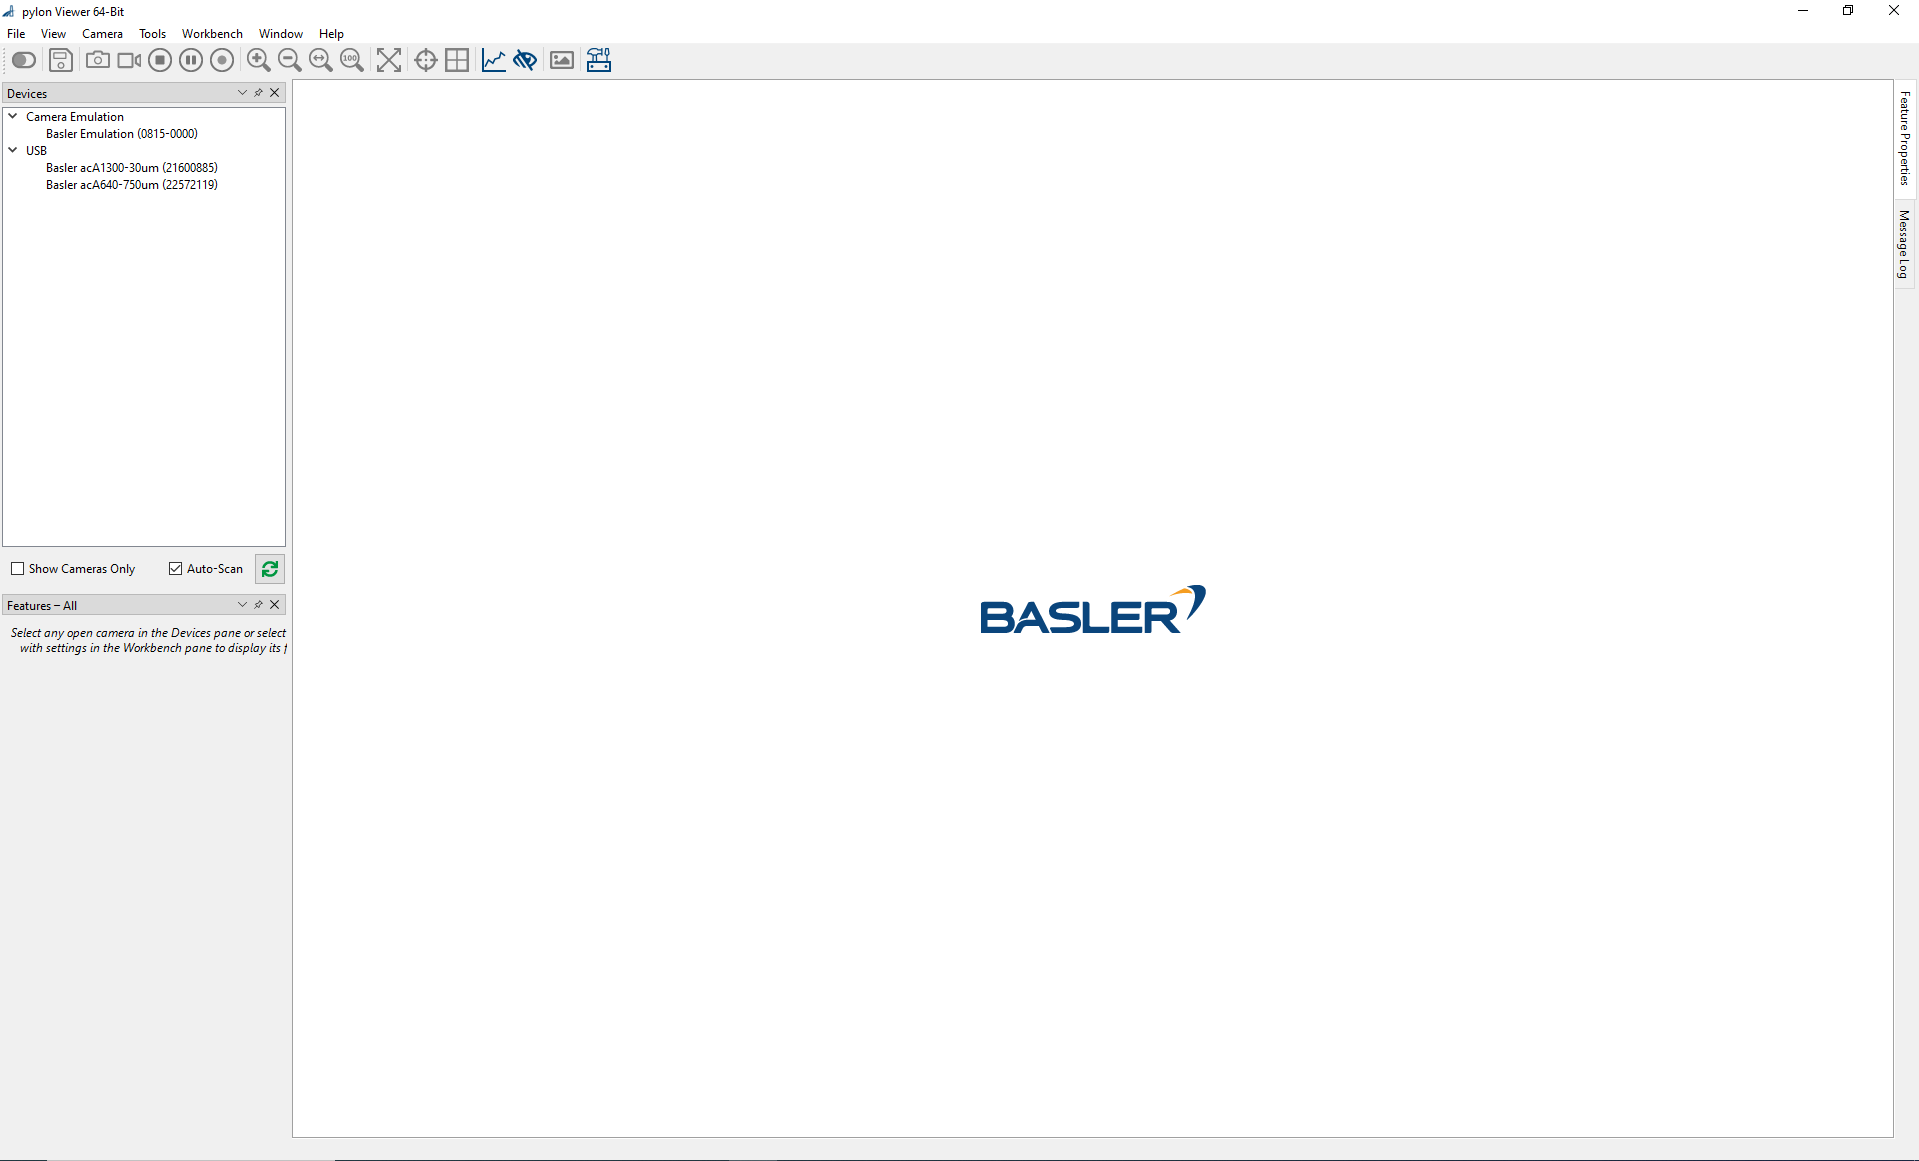 pylon Viewer 64-Bit
File View Camera Tools Workbench Window Help
100
Devices
Camera Emulation
Basler Emulation (0815-0000)
USB
Basler acA1300-30um (21600885)
Basler acA640-750um (22572119)
Show Cameras Only Auto-Scan
Features – All
Select any open camera in the Devices pane or select
with settings in the Workbench pane to display its f
BASLER
Feature Properties
Message Log